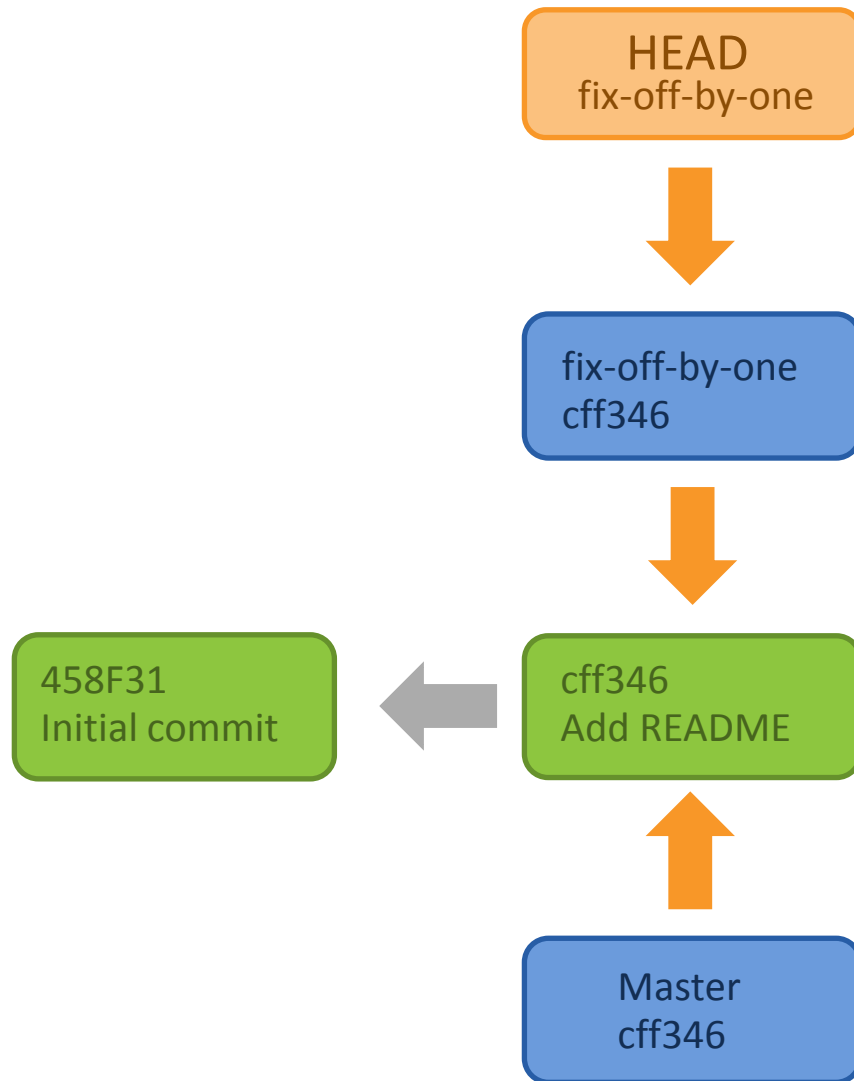 HEAD
fix-off-by-one
fix-off-by-one
cff346
458F31
Initial commit
cff346
Add README
Master
cff346